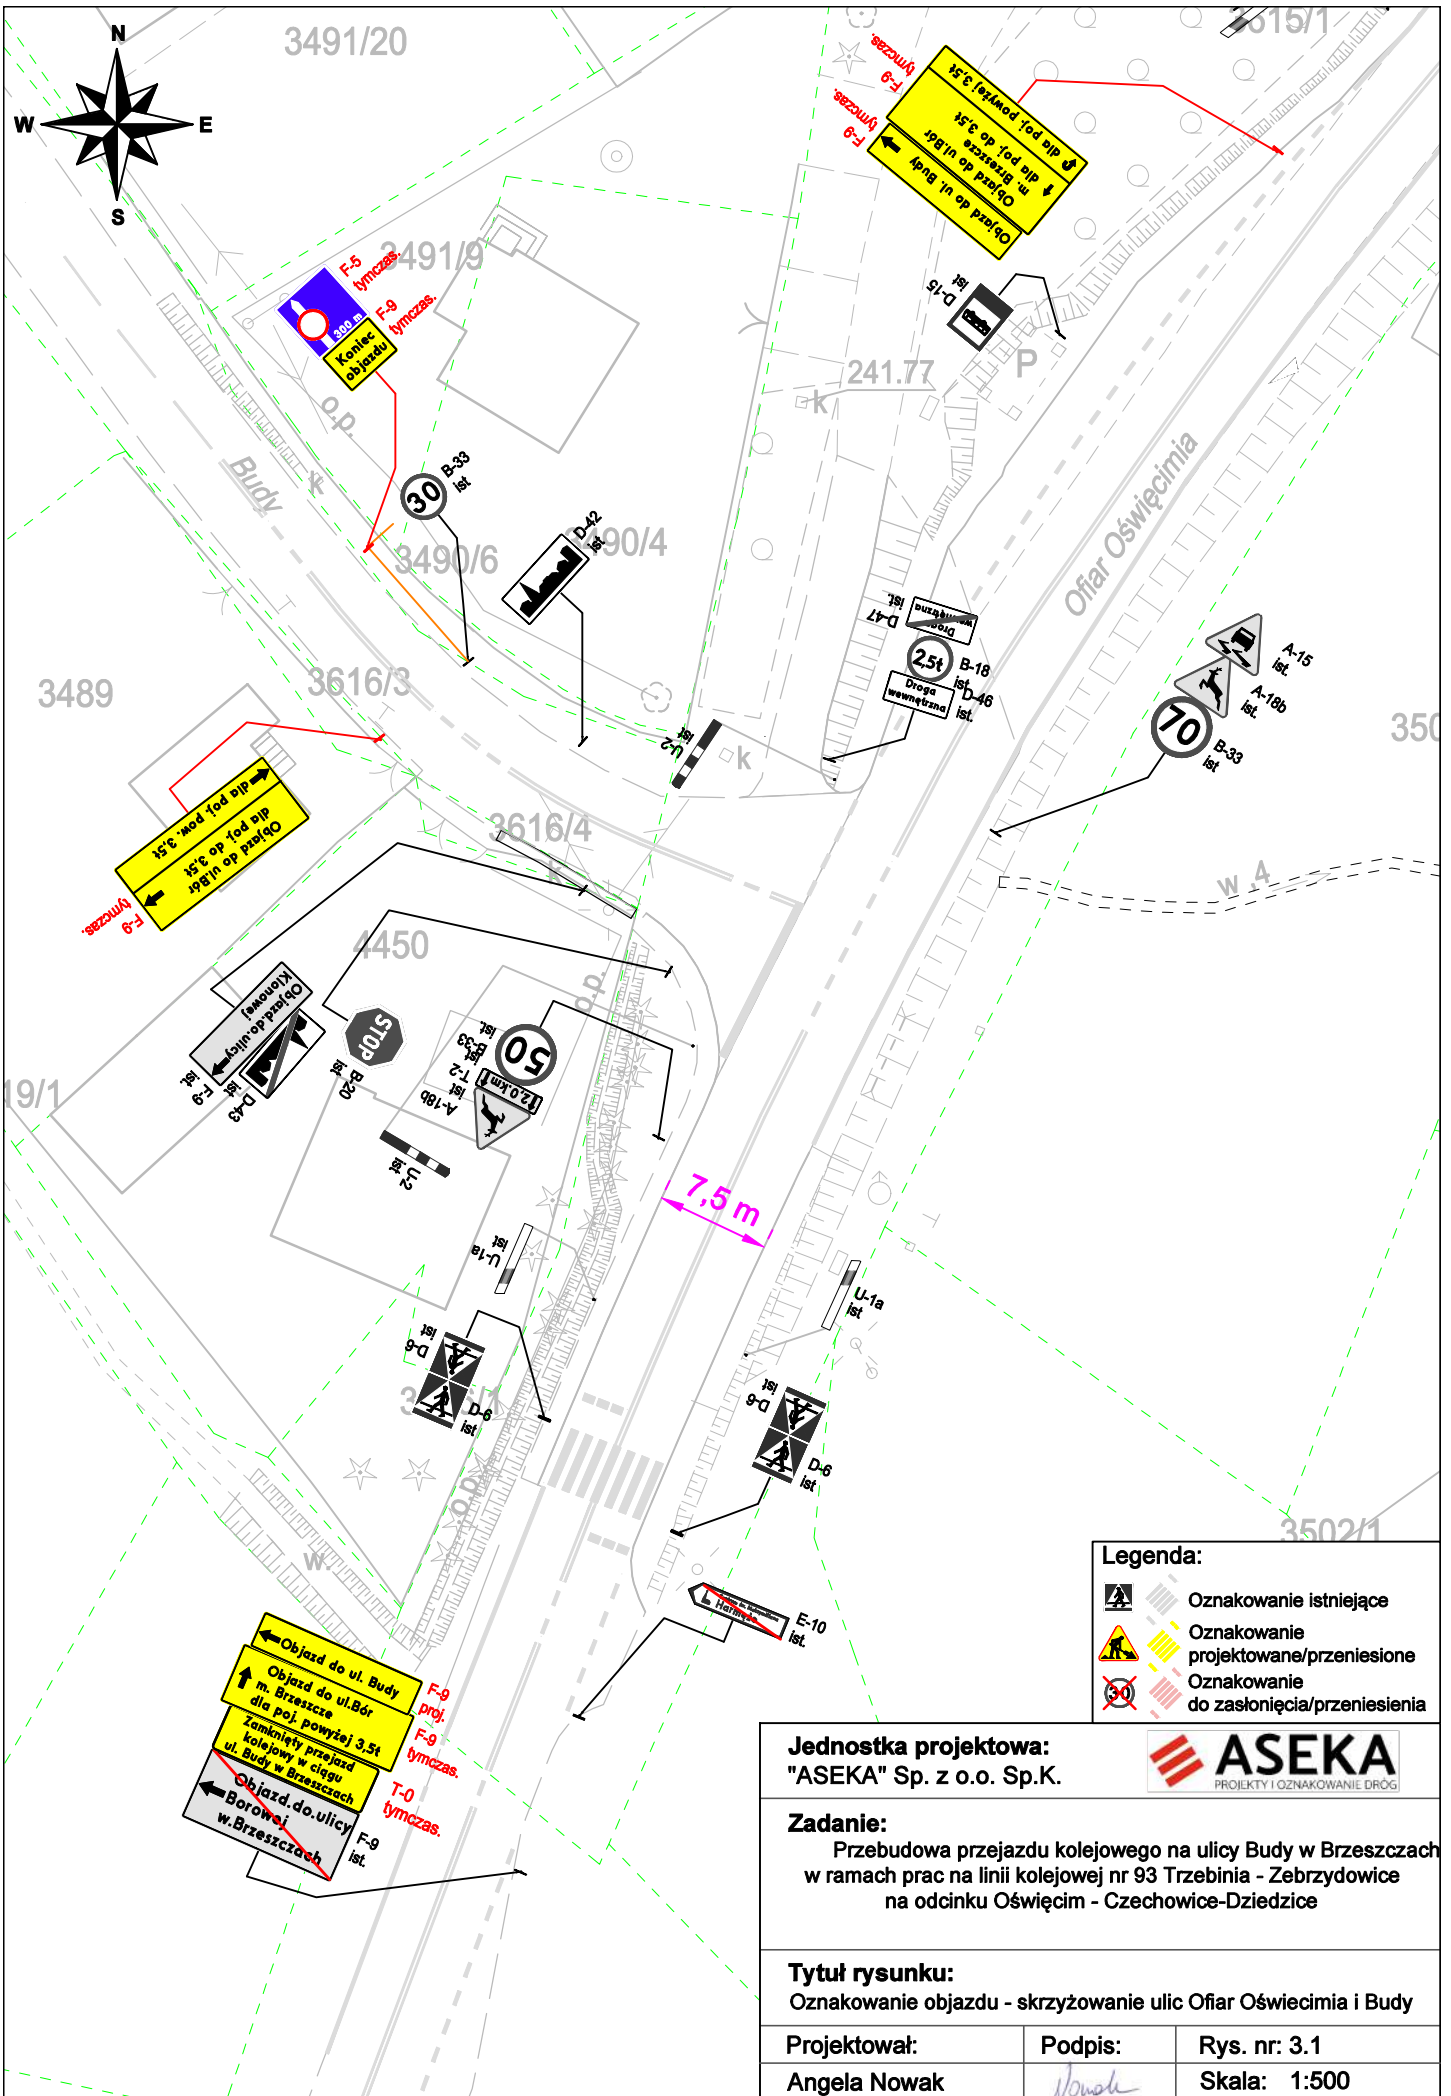 N
W
E
S
3491/20
3615/1
F-9
tymczas.
F-9
tymczas.
dla poj. powyżej 3,5t
Objazd do ul.Bór
m. Brzeszcze
dla poj. do 3,5t
Objazd do ul. Budy
3491/9
F-5
tymczas.
300 m
F-9
tymczas.
Koniec
objazdu
D-15
ist
P
241.77
k
o.p.
Budy
k
30
B-33
ist
D-42
ist
3490/6
3490/4
Ofiar Oświęcimia
D-47
ist.
Droga
wewnętrzna
2,5t
B-18
ist.
Droga
wewnętrzna
D-46
ist.
A-15
ist.
A-18b
ist.
70
B-33
ist
3489
3616/3
350
U-2
ist
k
dla poj. pow. 3,5t
Objazd do ul.Bór
dla poj. do 3,5t
F-9
tymczas.
3616/4
k
w .4
4450
o.p.
Objazd.do.ulicy
Klonowej
F-9
ist.
D-43
ist
STOP
B-20
ist
50
B-33
ist.
T-2
ist
2,0.km
A-18b
ist
19/1
U-2
ist
7,5 m
U-1a
ist
U-1a
ist
D-6
ist
D-6
ist
D-6
ist
D-6
ist
o.p.
w.
3502/1
E-10
ist.
Objazd do ul. Budy
F-9
proj.
Objazd do ul.Bór
m. Brzeszcze
dla poj. powyżej 3.5t
F-9
tymczas.
Zamknięty przejazd
kolejowy w ciągu
ul. Budy w Brzeszczach
T-0
tymczas.
Objazd.do.ulicy
Borowej
w.Brzeszczach
F-9
ist.
Legenda:
Oznakowanie istniejące
Oznakowanie
projektowane/przeniesione
30
Oznakowanie
do zasłonięcia/przeniesienia
Jednostka projektowa:
"ASEKA" Sp. z o.o. Sp.K.
ASEKA
PROJEKTY I OZNAKOWANIE DRÓG
Zadanie:
Przebudowa przejazdu kolejowego na ulicy Budy w Brzeszczach
w ramach prac na linii kolejowej nr 93 Trzebinia - Zebrzydowice
na odcinku Oświęcim - Czechowice-Dziedzice
Tytuł rysunku:
Oznakowanie objazdu - skrzyżowanie ulic Ofiar Oświecimia i Budy
Projektował:
Podpis:
Rys. nr: 3.1
Angela Nowak
Nowak
Skala: 1:500